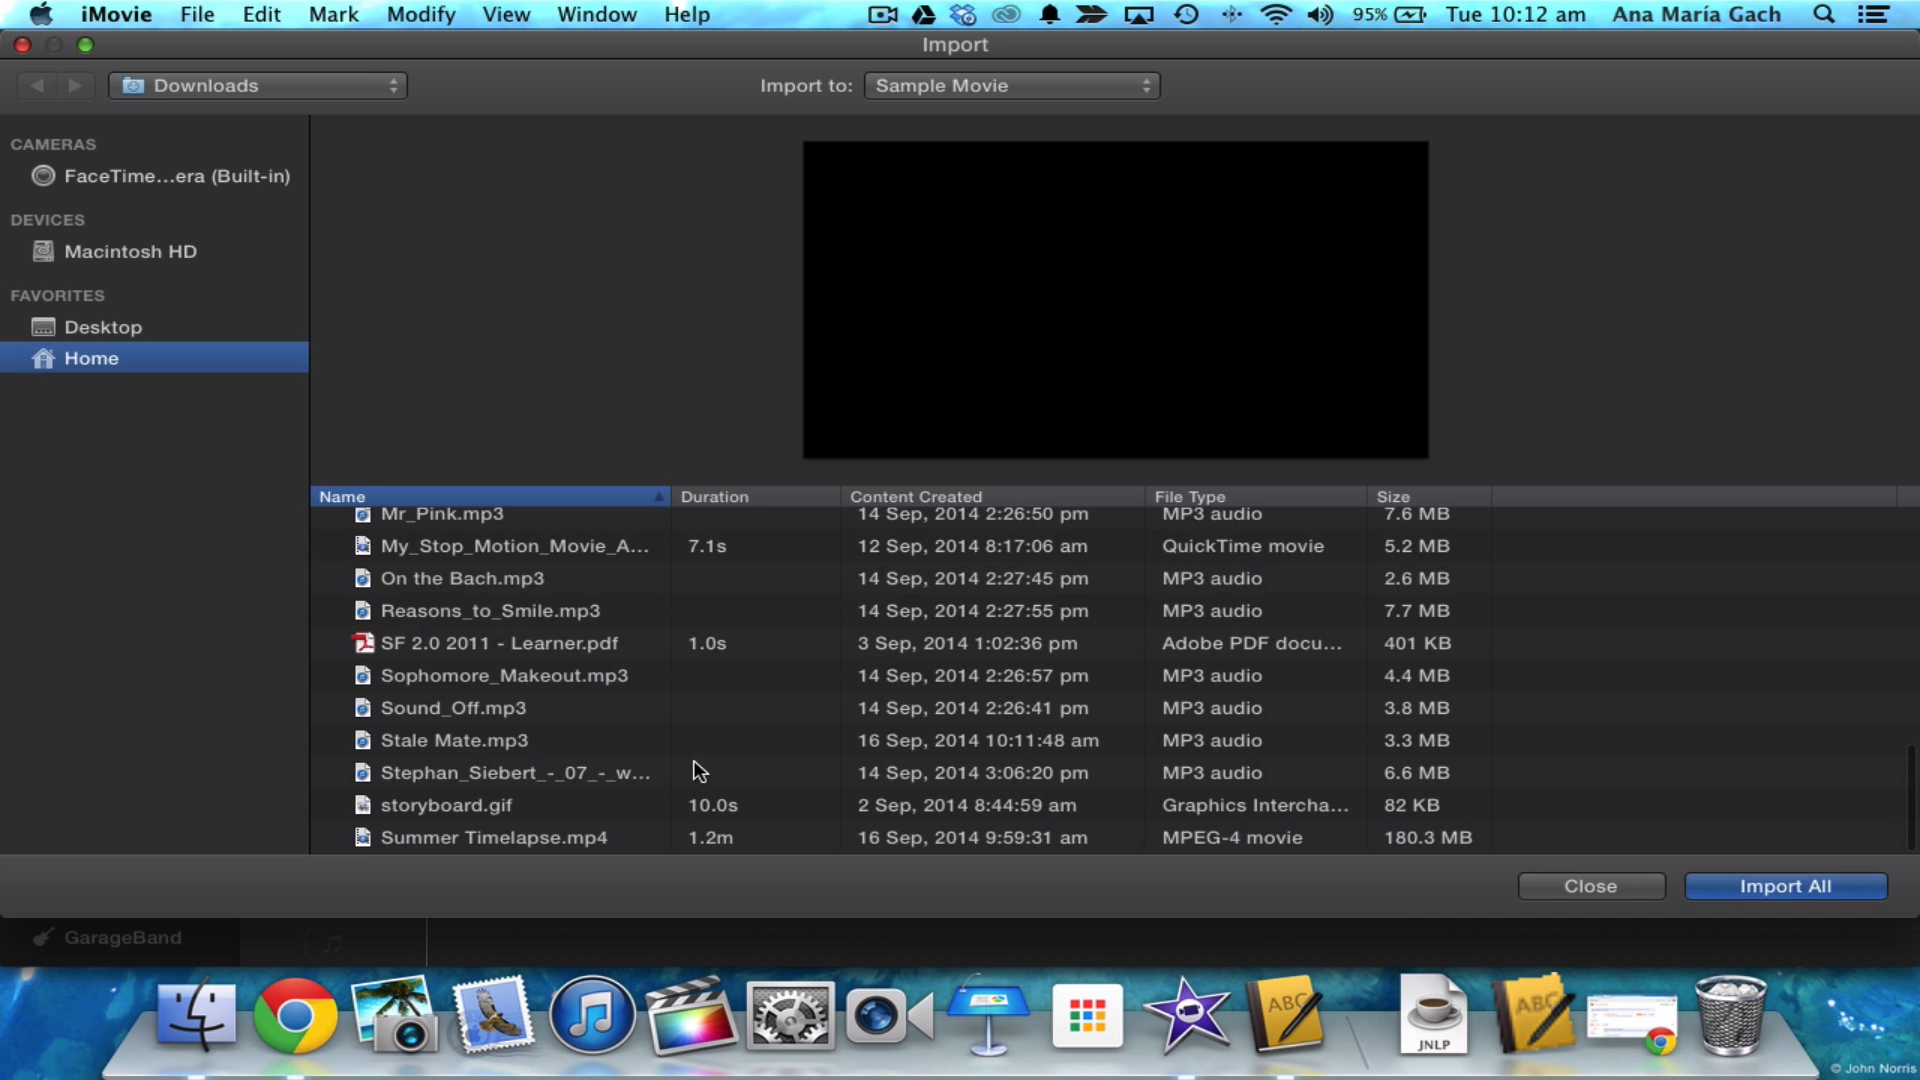 iMovie File Edit Mark Modify View Window Help 95% Tue 10:12 am Ana María Gach
Import
Downloads Import to: Sample Movie
CAMERAS
FaceTime...era (Built-in)
DEVICES
Macintosh HD
FAVORITES
Desktop
Home
Name Duration Content Created File Type Size
Mr_Pink.mp3 14 Sep, 2014 2:26:50 pm MP3 audio 7.6 MB
My_Stop_Motion_Movie_A... 7.1s 12 Sep, 2014 8:17:06 am QuickTime movie 5.2 MB
On the Bach.mp3 14 Sep, 2014 2:27:45 pm MP3 audio 2.6 MB
Reasons_to_Smile.mp3 14 Sep, 2014 2:27:55 pm MP3 audio 7.7 MB
SF 2.0 2011 - Learner.pdf 1.0s 3 Sep, 2014 1:02:36 pm Adobe PDF docu... 401 KB
Sophomore_Makeout.mp3 14 Sep, 2014 2:26:57 pm MP3 audio 4.4 MB
Sound_Off.mp3 14 Sep, 2014 2:26:41 pm MP3 audio 3.8 MB
Stale Mate.mp3 16 Sep, 2014 10:11:48 am MP3 audio 3.3 MB
Stephan_Siebert_-_07_-_w... 14 Sep, 2014 3:06:20 pm MP3 audio 6.6 MB
storyboard.gif 10.0s 2 Sep, 2014 8:44:59 am Graphics Intercha... 82 KB
Summer Timelapse.mp4 1.2m 16 Sep, 2014 9:59:31 am MPEG-4 movie 180.3 MB
Close Import All
GarageBand
ABC
JNLP
ABC
© John Norris